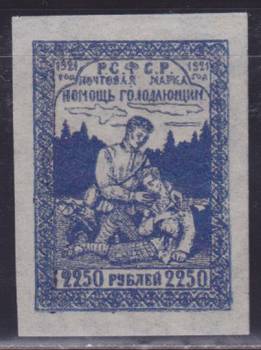 1921 Р.С.Ф.С.Р. 1921
год ПОЧТОВАЯ МАРКА год
ПОМОЩЬ ГОЛОДАЮЩИМ
2250 РУБЛЕЙ 2250